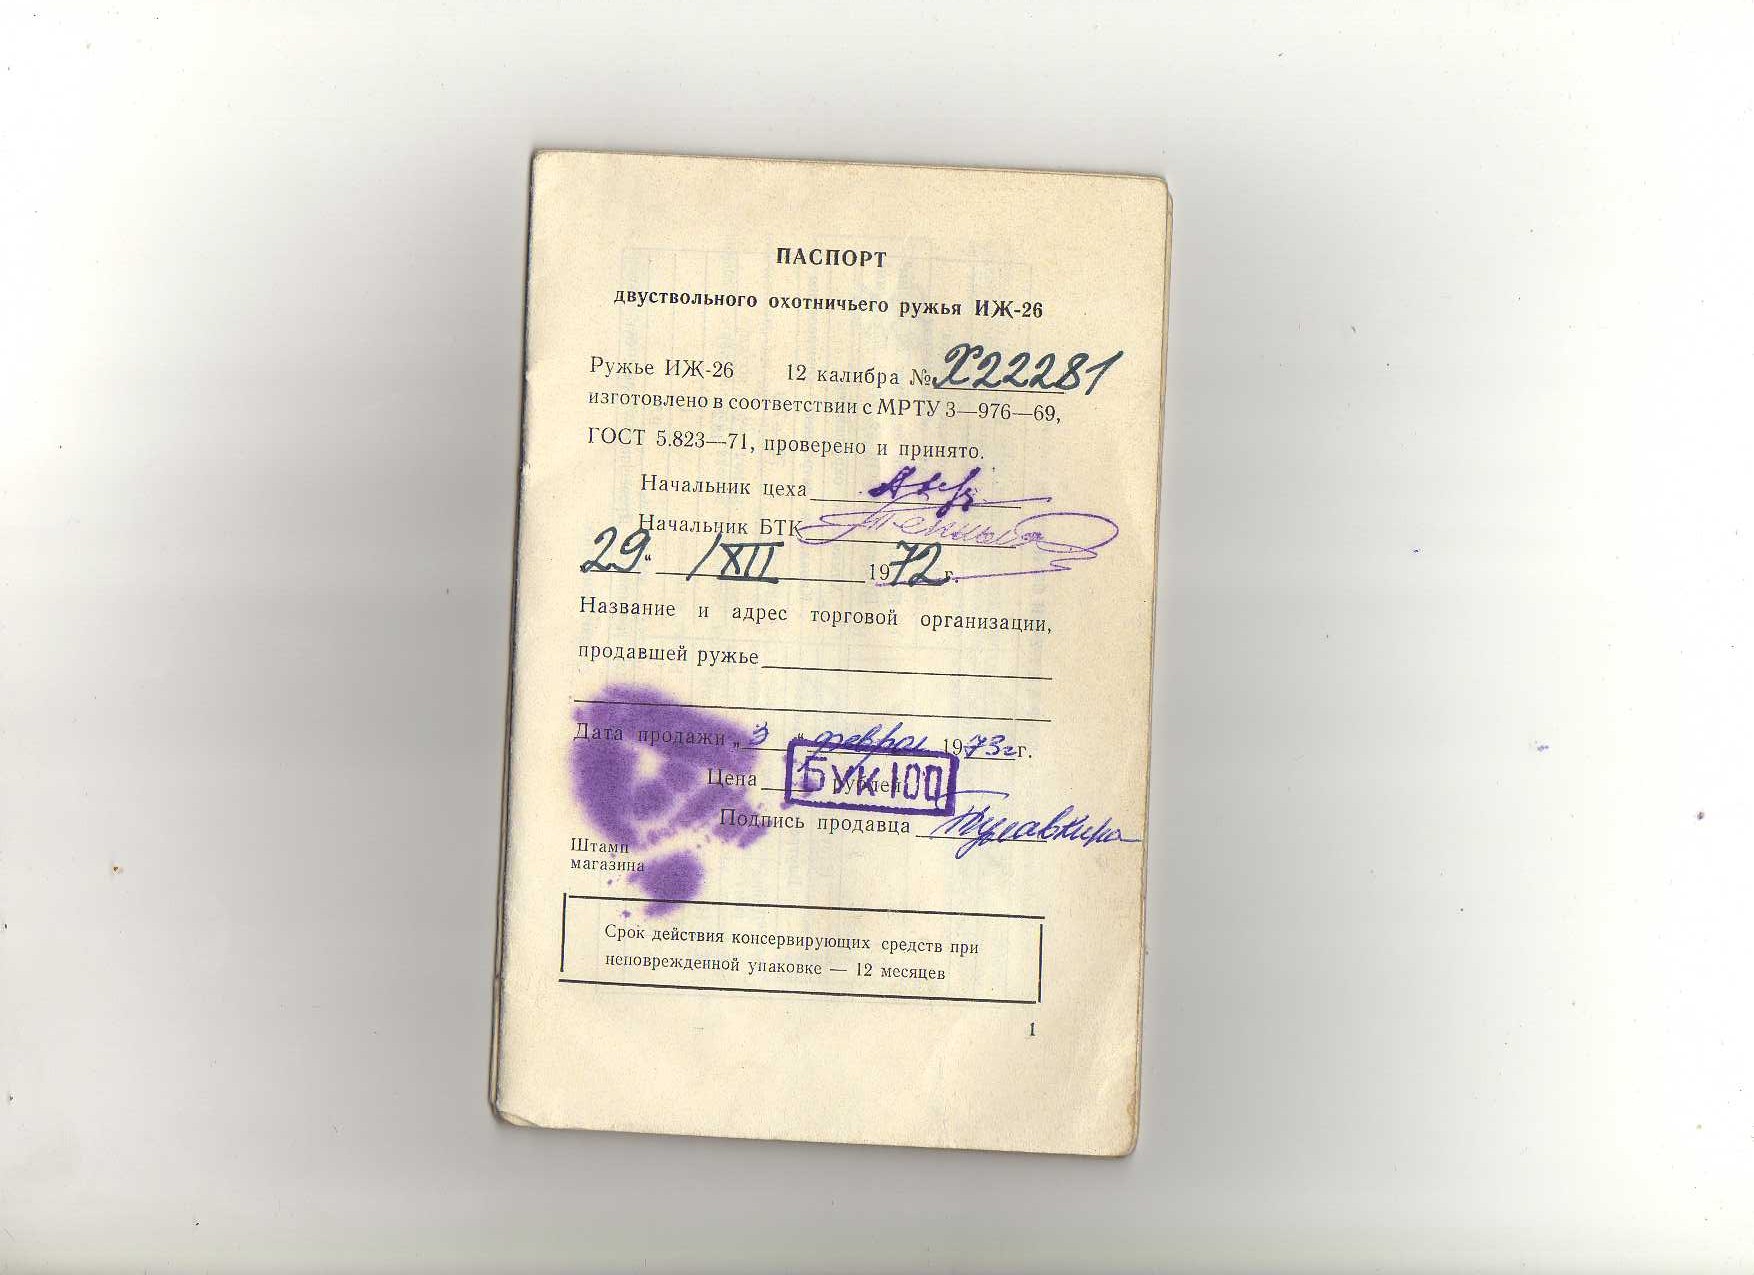 ПАСПОРТ
двуствольного охотничьего ружья ИЖ-26
Ружье ИЖ-26 12 калибра № Х22281
изготовлено в соответствии с МРТУ 3—976—69,
ГОСТ 5.823—71, проверено и принято.
Начальник цеха
Начальник БТК
29 “ /XII 1972 г.
Название и адрес торговой организации,
продавшей ружье
Дата продажи „ 3 “ февраля 1973 г г.
Цена рублей
БУК 100
Подпись продавца
Штамп
магазина
Срок действия консервирующих средств при
неповрежденной упаковке — 12 месяцев
1